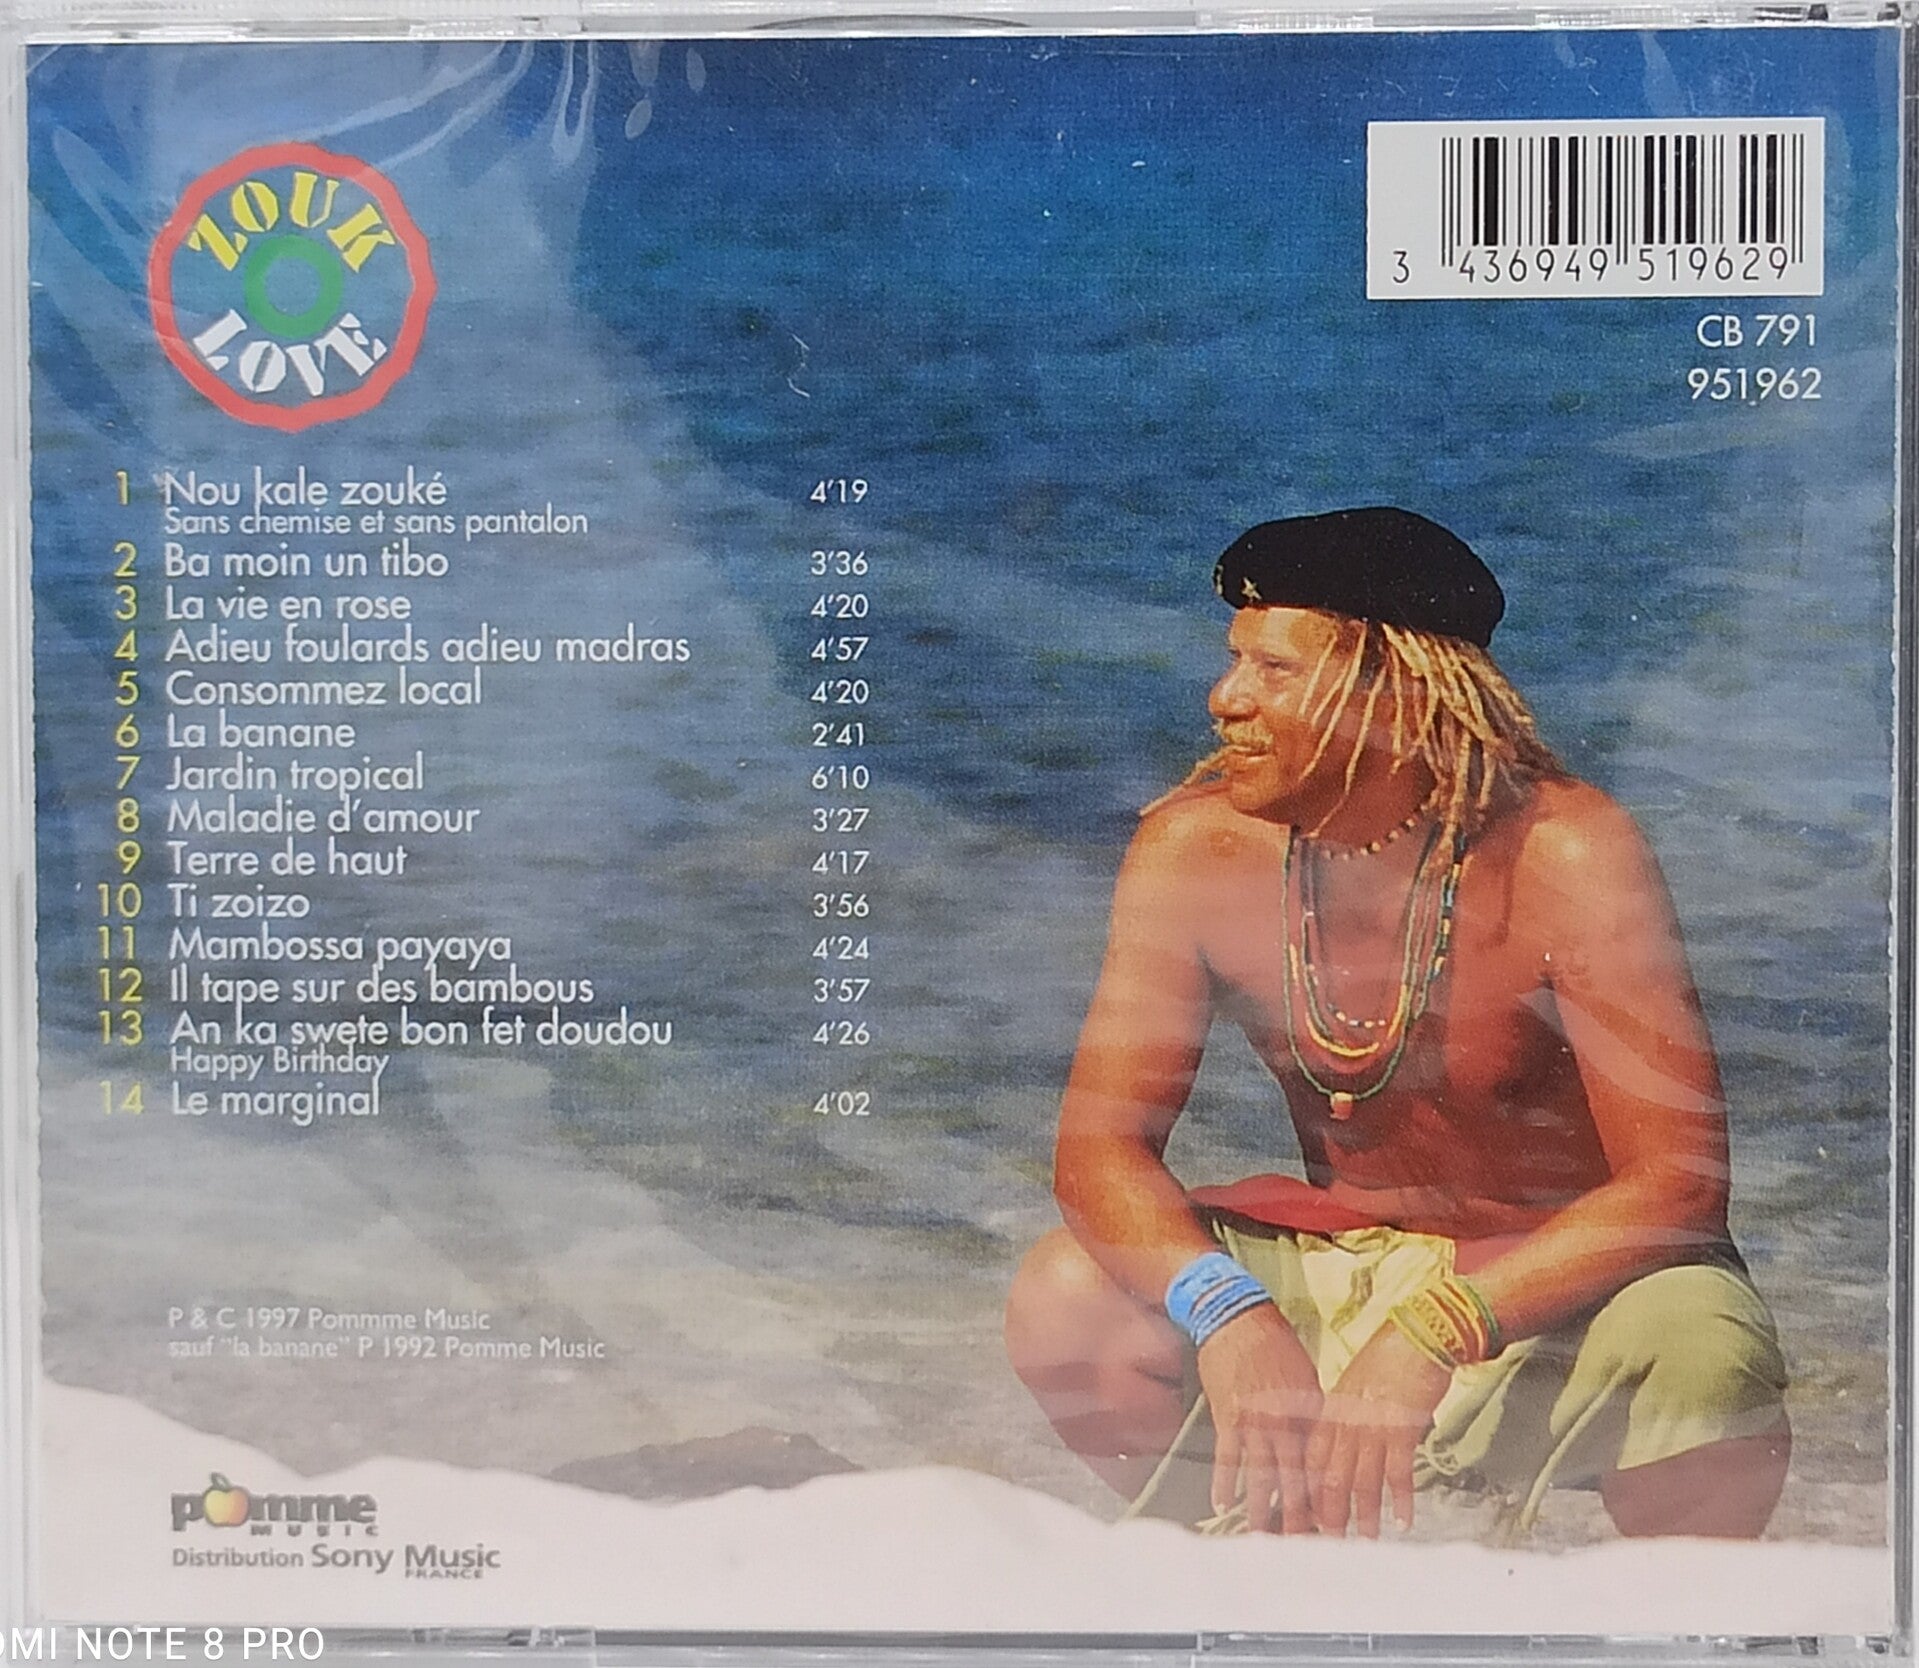 ZOUK
LOVE
3 436949 519629
CB 791
951962
1 Nou kale zouké 4'19
Sans chemise et sans pantalon
2 Ba moin un tibo 3'36
3 La vie en rose 4'20
4 Adieu foulards adieu madras 4'57
5 Consommez local 4'20
6 La banane 2'41
7 Jardin tropical 6'10
8 Maladie d'amour 3'27
9 Terre de haut 4'17
10 Ti zoizo 3'56
11 Mambossa payaya 4'24
12 Il tape sur des bambous 3'57
13 An ka swete bon fet doudou 4'26
Happy Birthday
14 Le marginal 4'02
P & C 1997 Pommme Music
sauf "la banane" P 1992 Pomme Music
pomme
MUSIC
Distribution Sony Music
FRANCE
NOTE 8 PRO